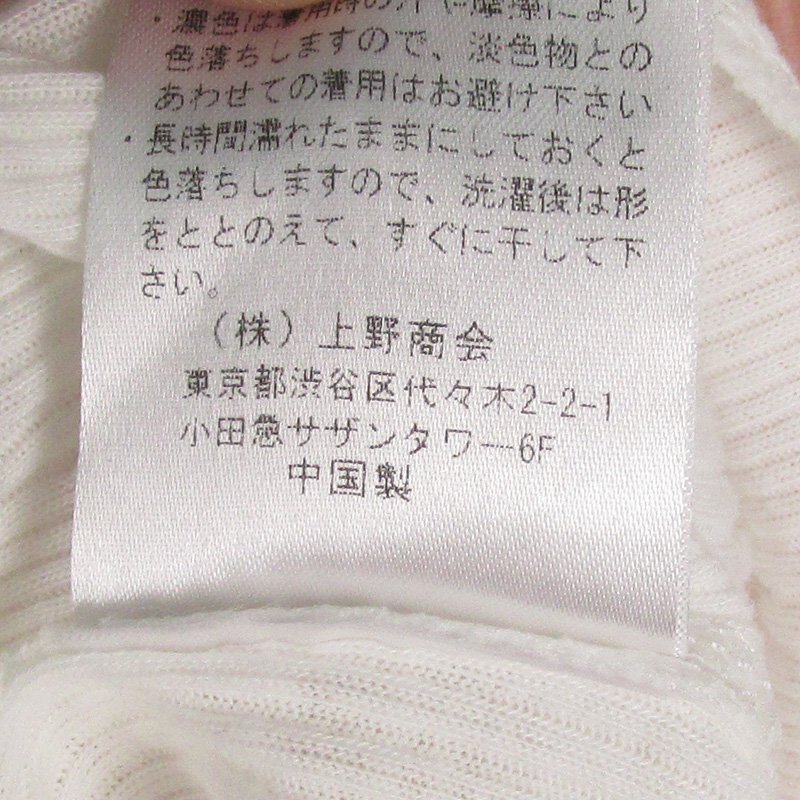 ・濃色は着用時の汗や摩擦により
色落ちしますので、淡色物との
あわせての着用はお避け下さい
・長時間濡れたままにしておくと
色落ちしますので、洗濯後は形
をととのえて、すぐに干して下
さい。
(株)上野商会
東京都渋谷区代々木2-2-1
小田急サザンタワー6F
中国製